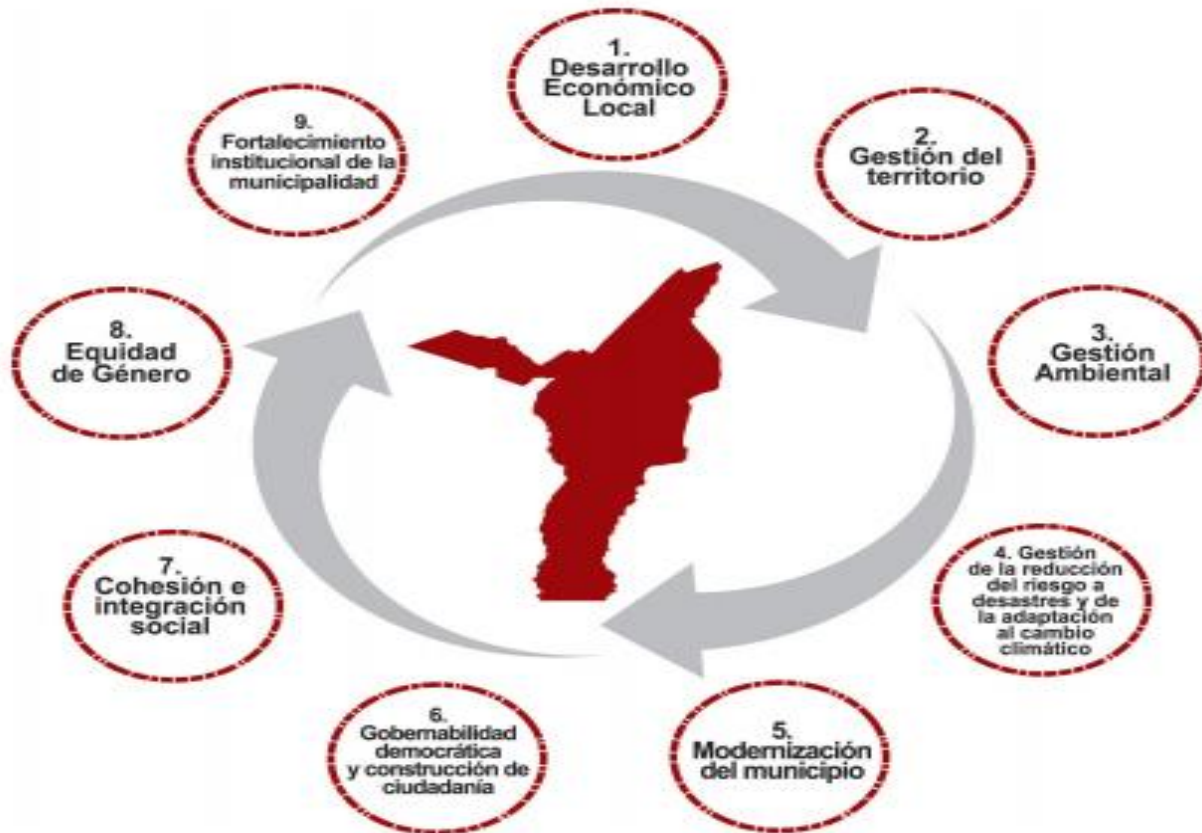 1.
Desarrollo
Económico
Local
2.
Gestión del
territorio
3.
Gestión
Ambiental
4. Gestión
de la reducción
del riesgo a
desastres y de
la adaptación
al cambio
climático
5.
Modernización
del municipio
6.
Gobernabilidad
democrática
y construcción de
ciudadanía
7.
Cohesión e
integración
social
8.
Equidad
de Género
9.
Fortalecimiento
institucional de la
municipalidad